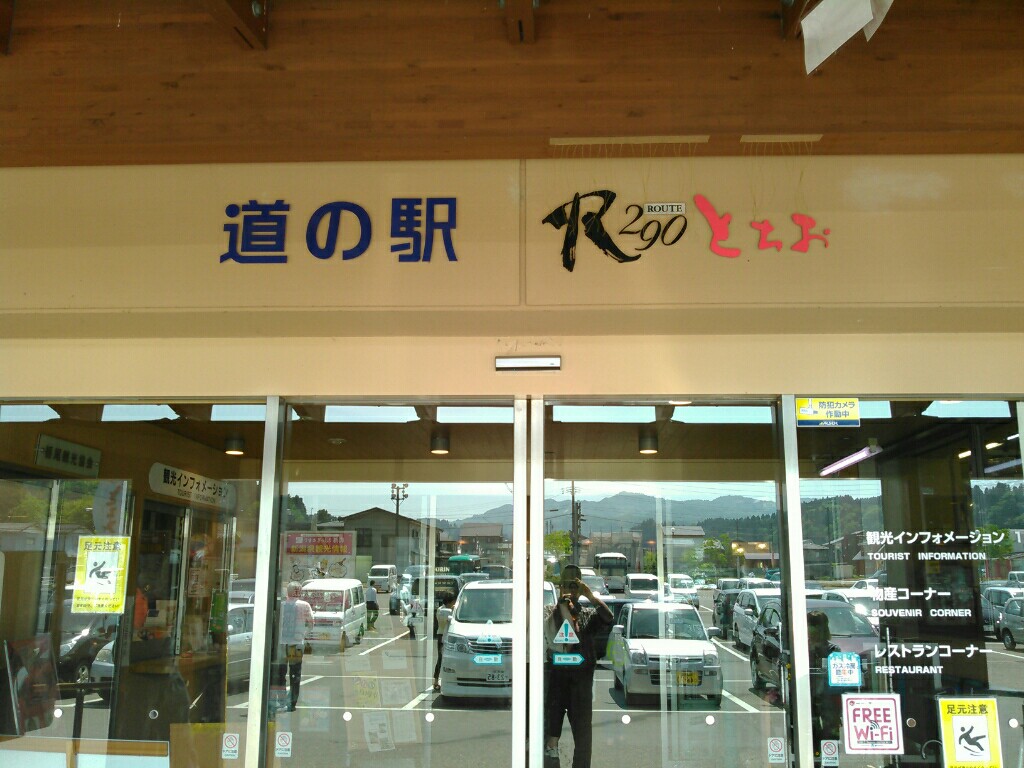 道の駅
R290 ROUTE とちお
防犯カメラ
作動中
観光インフォメーション
TOURIST INFORMATION
足元注意
観光インフォメーション
TOURIST INFORMATION
物産コーナー
SOUVENIR CORNER
レストランコーナー
RESTAURANT
FREE
Wi-Fi
足元注意